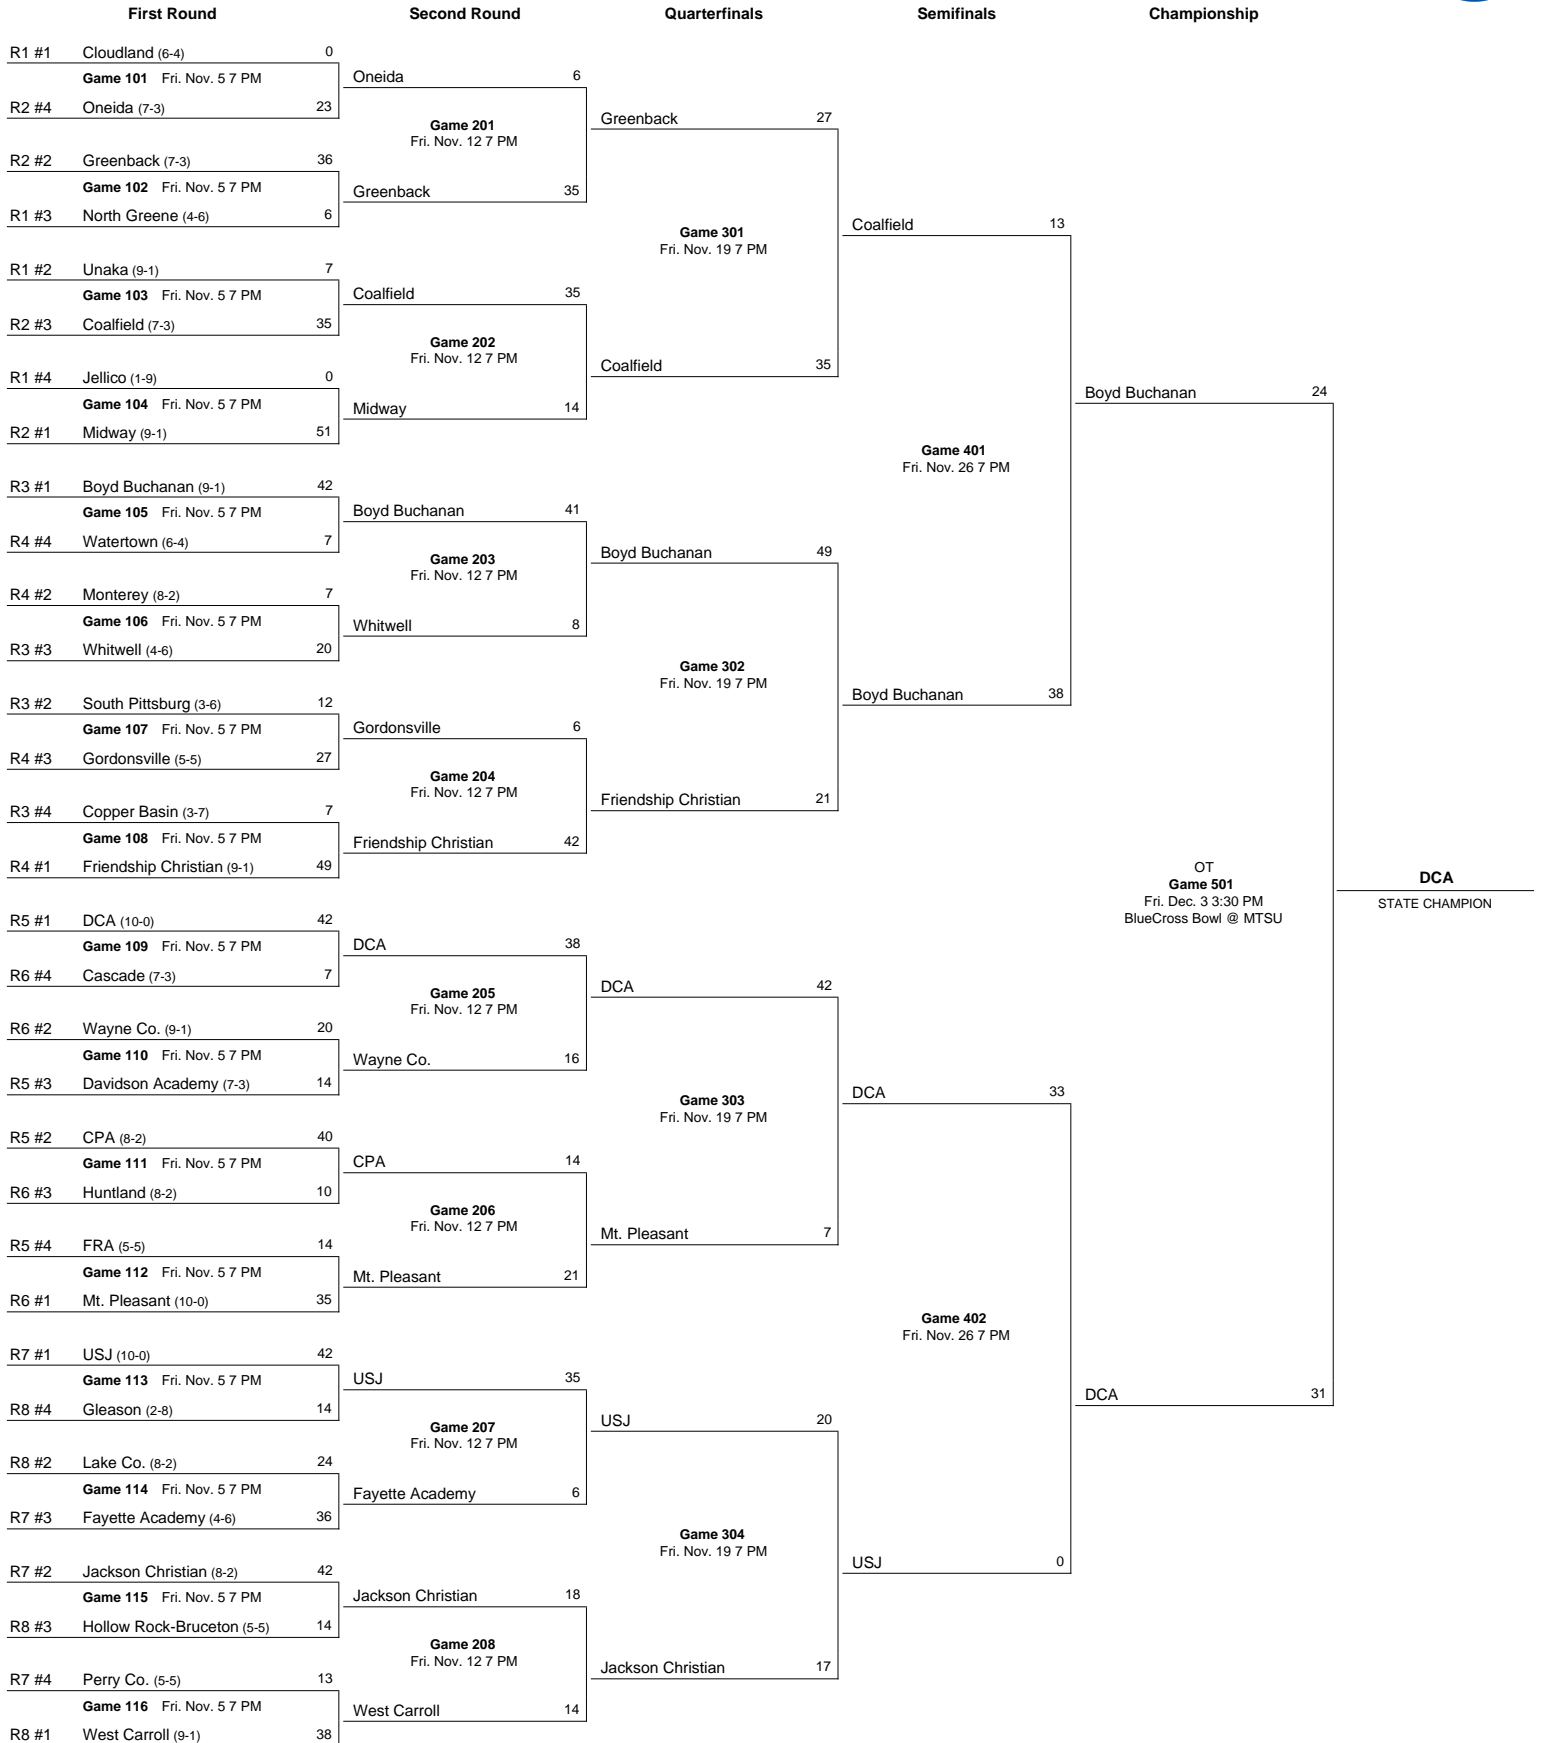 First Round
Second Round
Quarterfinals
Semifinals
Championship
R1 #1 Cloudland (6-4) 0
Game 101 Fri. Nov. 5 7 PM
R2 #4 Oneida (7-3) 23
R2 #2 Greenback (7-3) 36
Game 102 Fri. Nov. 5 7 PM
R1 #3 North Greene (4-6) 6
R1 #2 Unaka (9-1) 7
Game 103 Fri. Nov. 5 7 PM
R2 #3 Coalfield (7-3) 35
R1 #4 Jellico (1-9) 0
Game 104 Fri. Nov. 5 7 PM
R2 #1 Midway (9-1) 51
R3 #1 Boyd Buchanan (9-1) 42
Game 105 Fri. Nov. 5 7 PM
R4 #4 Watertown (6-4) 7
R4 #2 Monterey (8-2) 7
Game 106 Fri. Nov. 5 7 PM
R3 #3 Whitwell (4-6) 20
R3 #2 South Pittsburg (3-6) 12
Game 107 Fri. Nov. 5 7 PM
R4 #3 Gordonsville (5-5) 27
R3 #4 Copper Basin (3-7) 7
Game 108 Fri. Nov. 5 7 PM
R4 #1 Friendship Christian (9-1) 49
R5 #1 DCA (10-0) 42
Game 109 Fri. Nov. 5 7 PM
R6 #4 Cascade (7-3) 7
R6 #2 Wayne Co. (9-1) 20
Game 110 Fri. Nov. 5 7 PM
R5 #3 Davidson Academy (7-3) 14
R5 #2 CPA (8-2) 40
Game 111 Fri. Nov. 5 7 PM
R6 #3 Huntland (8-2) 10
R5 #4 FRA (5-5) 14
Game 112 Fri. Nov. 5 7 PM
R6 #1 Mt. Pleasant (10-0) 35
R7 #1 USJ (10-0) 42
Game 113 Fri. Nov. 5 7 PM
R8 #4 Gleason (2-8) 14
R8 #2 Lake Co. (8-2) 24
Game 114 Fri. Nov. 5 7 PM
R7 #3 Fayette Academy (4-6) 36
R7 #2 Jackson Christian (8-2) 42
Game 115 Fri. Nov. 5 7 PM
R8 #3 Hollow Rock-Bruceton (5-5) 14
R7 #4 Perry Co. (5-5) 13
Game 116 Fri. Nov. 5 7 PM
R8 #1 West Carroll (9-1) 38
Oneida 6
Game 201
Fri. Nov. 12 7 PM
Greenback 35
Coalfield 35
Game 202
Fri. Nov. 12 7 PM
Midway 14
Boyd Buchanan 41
Game 203
Fri. Nov. 12 7 PM
Whitwell 8
Gordonsville 6
Game 204
Fri. Nov. 12 7 PM
Friendship Christian 42
DCA 38
Game 205
Fri. Nov. 12 7 PM
Wayne Co. 16
CPA 14
Game 206
Fri. Nov. 12 7 PM
Mt. Pleasant 21
USJ 35
Game 207
Fri. Nov. 12 7 PM
Fayette Academy 6
Jackson Christian 18
Game 208
Fri. Nov. 12 7 PM
West Carroll 14
Greenback 27
Game 301
Fri. Nov. 19 7 PM
Coalfield 35
Boyd Buchanan 49
Game 302
Fri. Nov. 19 7 PM
Friendship Christian 21
DCA 42
Game 303
Fri. Nov. 19 7 PM
Mt. Pleasant 7
USJ 20
Game 304
Fri. Nov. 19 7 PM
Jackson Christian 17
Coalfield 13
Game 401
Fri. Nov. 26 7 PM
Boyd Buchanan 38
DCA 33
Game 402
Fri. Nov. 26 7 PM
USJ 0
Boyd Buchanan 24
OT
Game 501
Fri. Dec. 3 3:30 PM
BlueCross Bowl @ MTSU
DCA 31
DCA
STATE CHAMPION